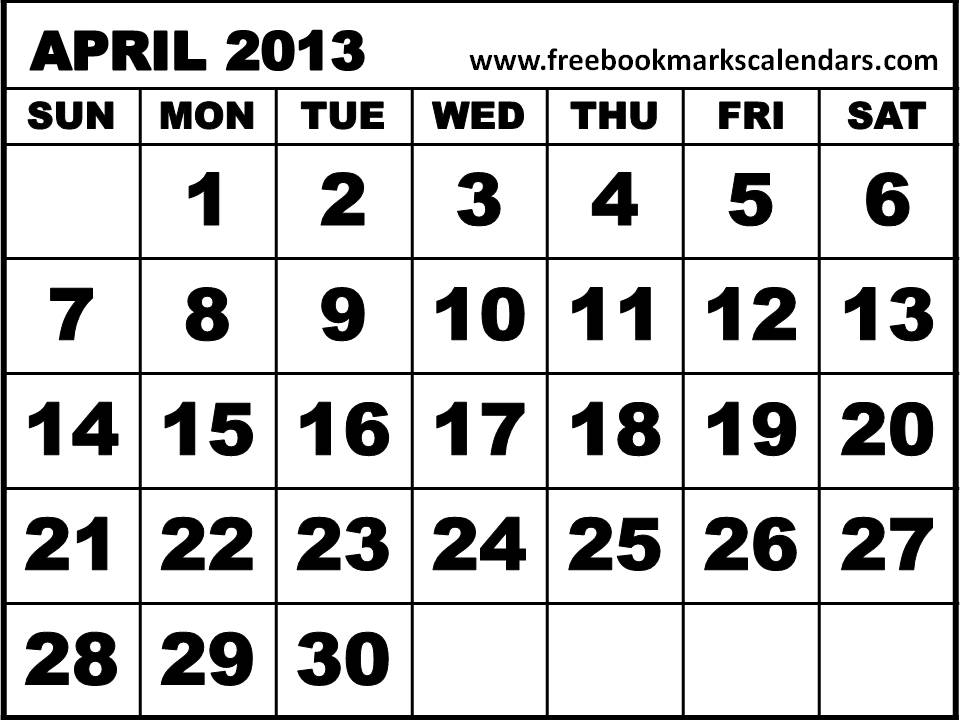 APRIL 2013 www.freebookmarkscalendars.com
SUN MON TUE WED THU FRI SAT
1 2 3 4 5 6
7 8 9 10 11 12 13
14 15 16 17 18 19 20
21 22 23 24 25 26 27
28 29 30